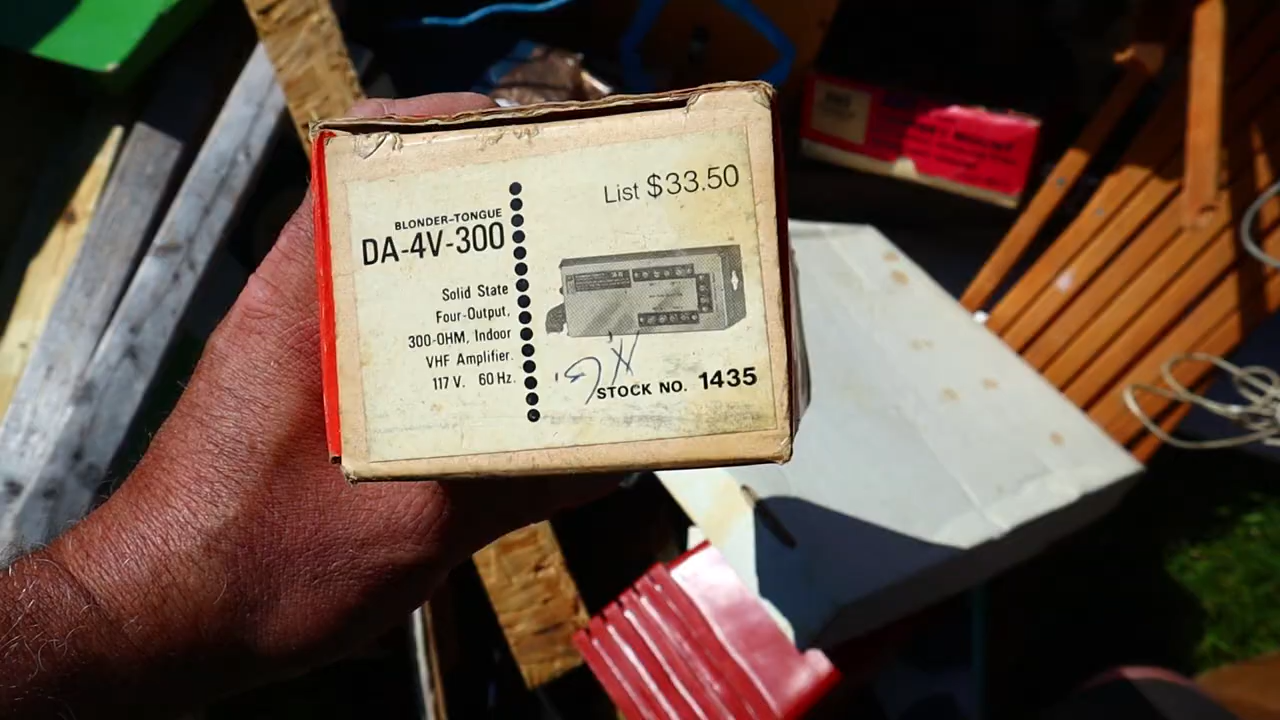 BLONDER-TONGUE
DA-4V-300
Solid State
Four-Output,
300-OHM, Indoor
VHF Amplifier.
117 V. 60 Hz.
List $33.50
STOCK NO. 1435